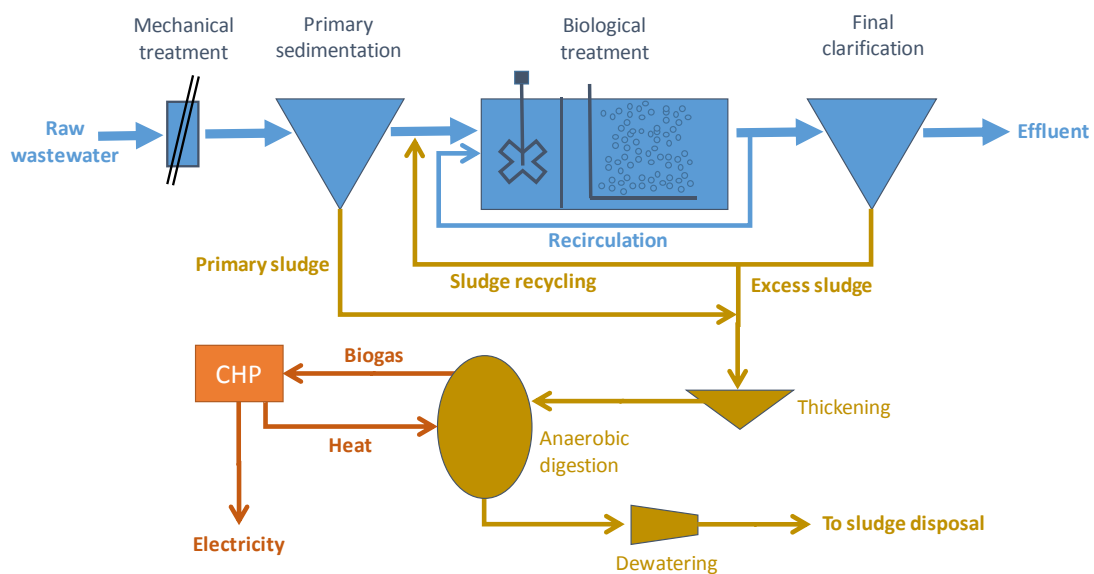 Mechanical
treatment
Primary
sedimentation
Biological
treatment
Final
clarification
Raw
wastewater
Effluent
Recirculation
Primary sludge
Sludge recycling
Excess sludge
Biogas
CHP
Thickening
Heat
Anaerobic
digestion
To sludge disposal
Electricity
Dewatering